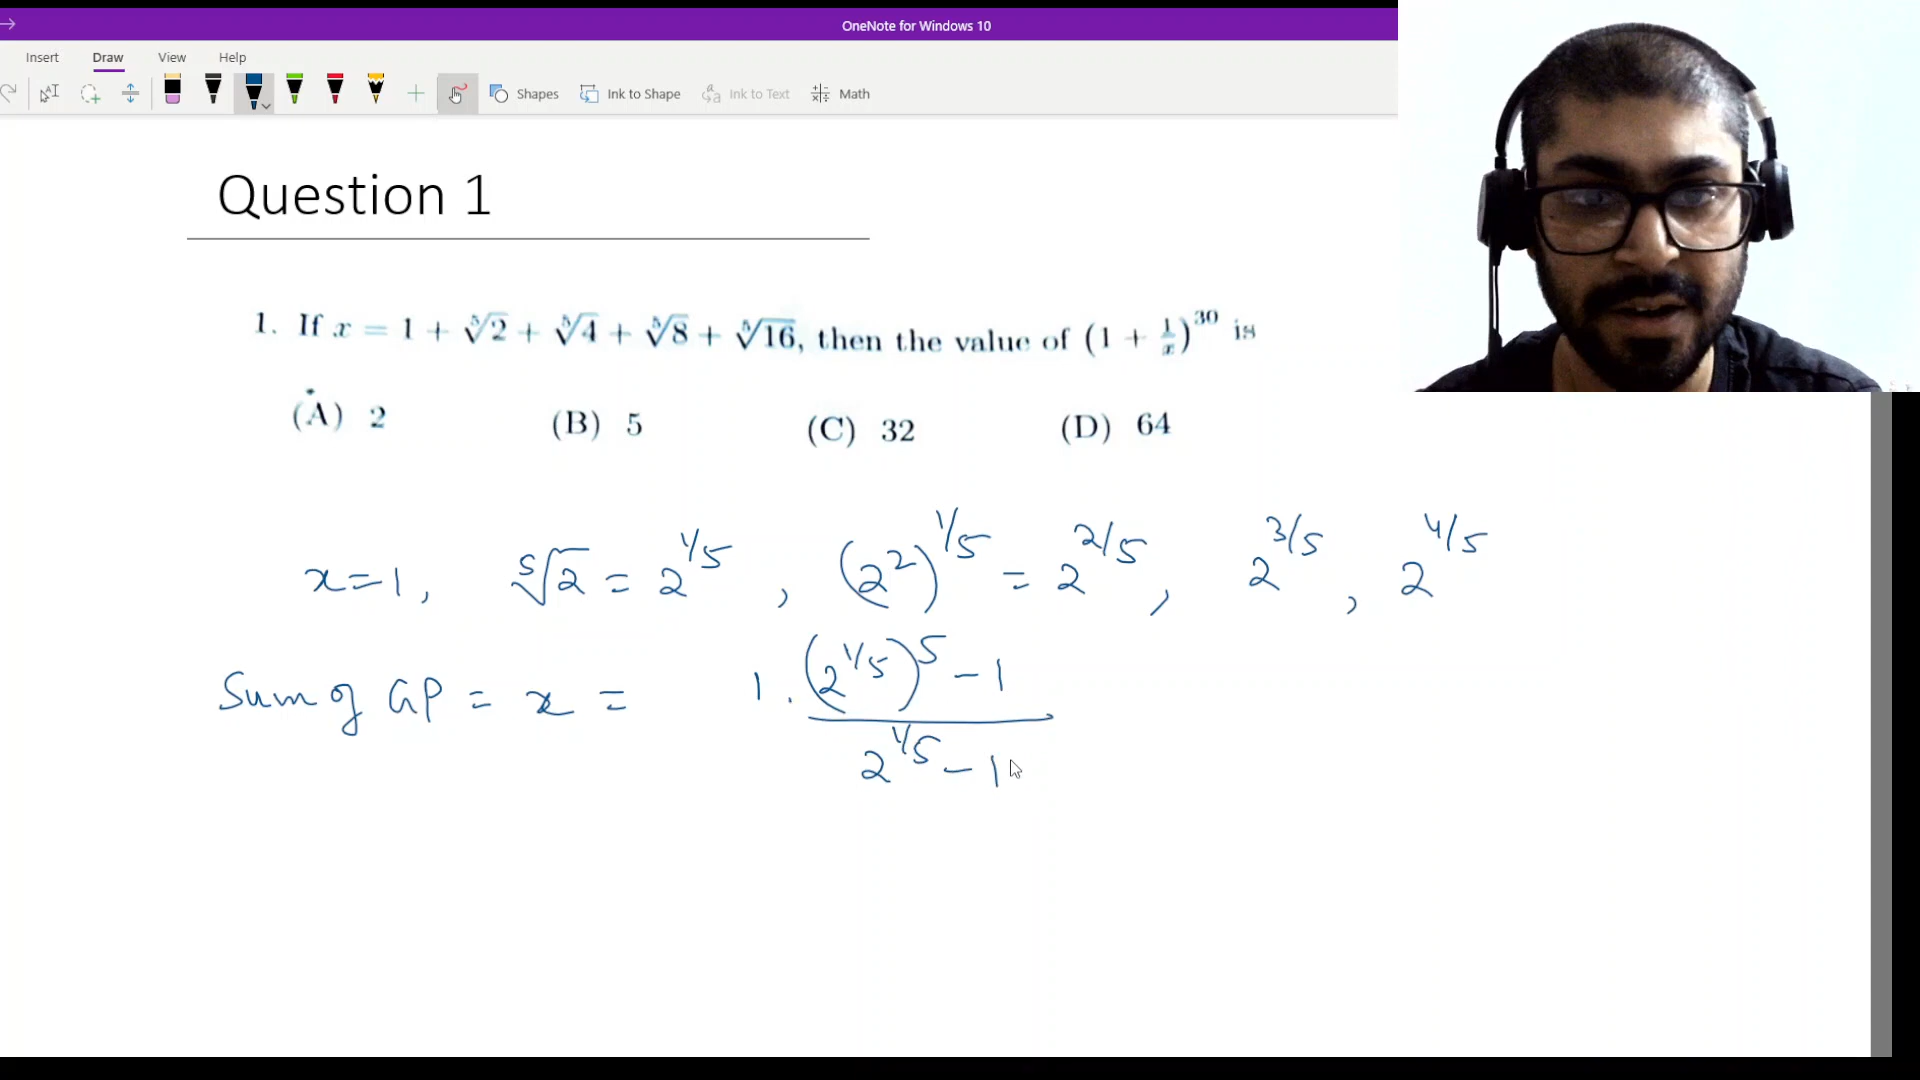 OneNote for Windows 10
Insert Draw View Help
Shapes Ink to Shape Ink to Text Math
Question 1
1. If x = 1 + ⁵√2 + ⁵√4 + ⁵√8 + ⁵√16, then the value of (1 + 1/x)^30 is
(A) 2 (B) 5 (C) 32 (D) 64
x = 1, ⁵√2 = 2^(1/5), (2^2)^(1/5) = 2^(2/5), 2^(3/5), 2^(4/5)
Sum of GP = x = 1 . ((2^(1/5))^5 - 1) / (2^(1/5) - 1)